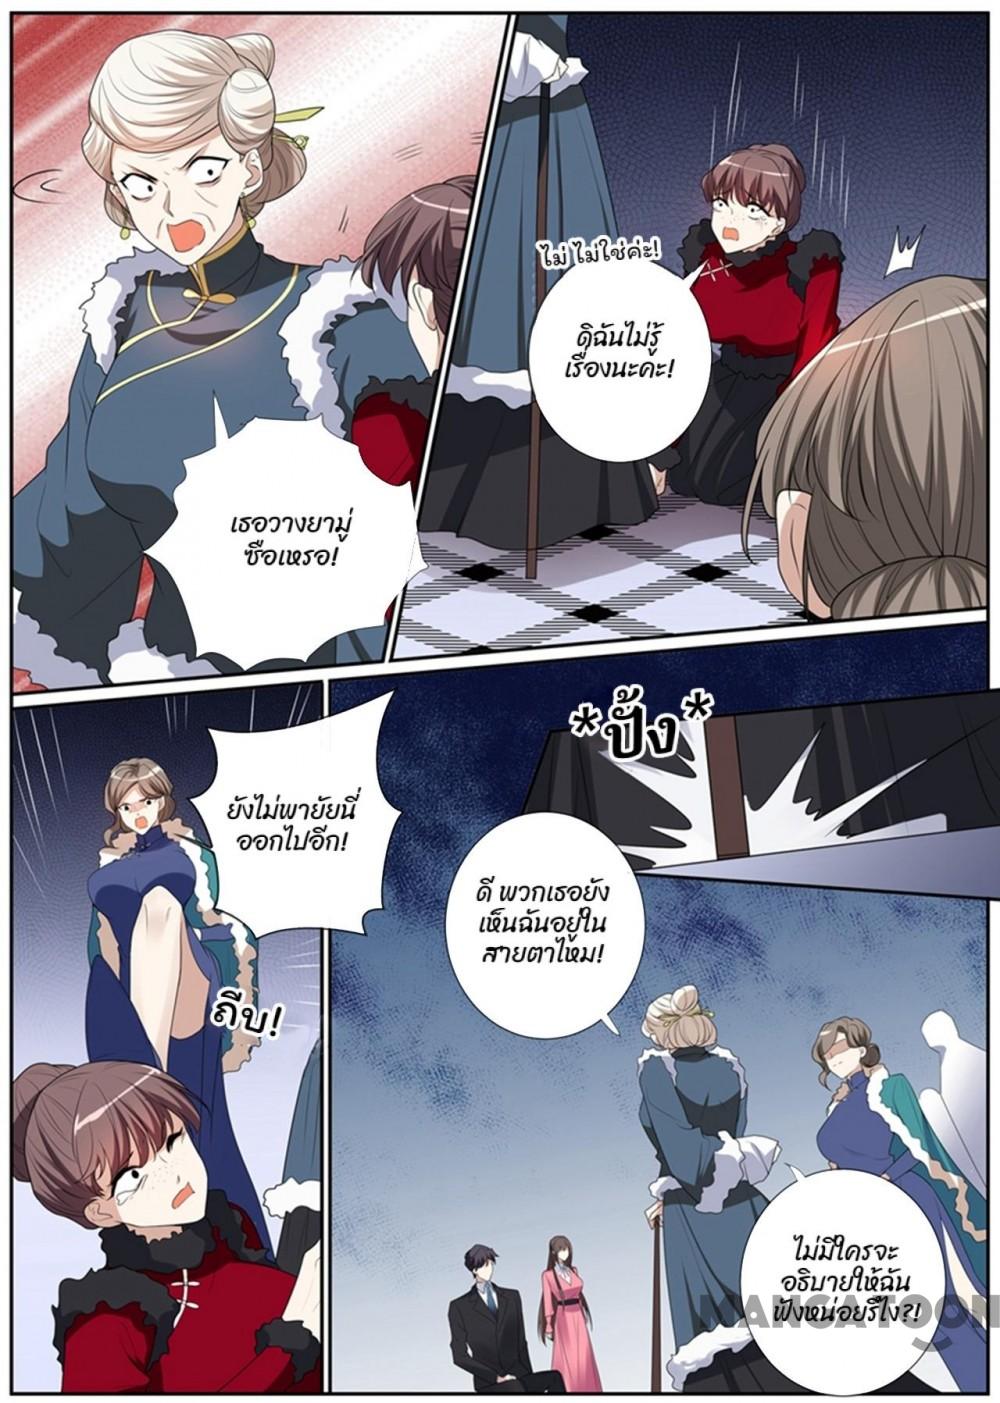 เธอวางยามู่
ซือเหรอ!
ไม่ ไม่ใช่ค่ะ!
ดิฉันไม่รู้
เรื่องนะคะ!
ยังไม่พายัยนี่
ออกไปอีก!
ถีบ!
*ปั้ง*
ดี พวกเธอยัง
เห็นฉันอยู่ใน
สายตาไหม!
ไม่มีใครจะ
อธิบายให้ฉัน
ฟังหน่อยรึไง?!
MANGATOON